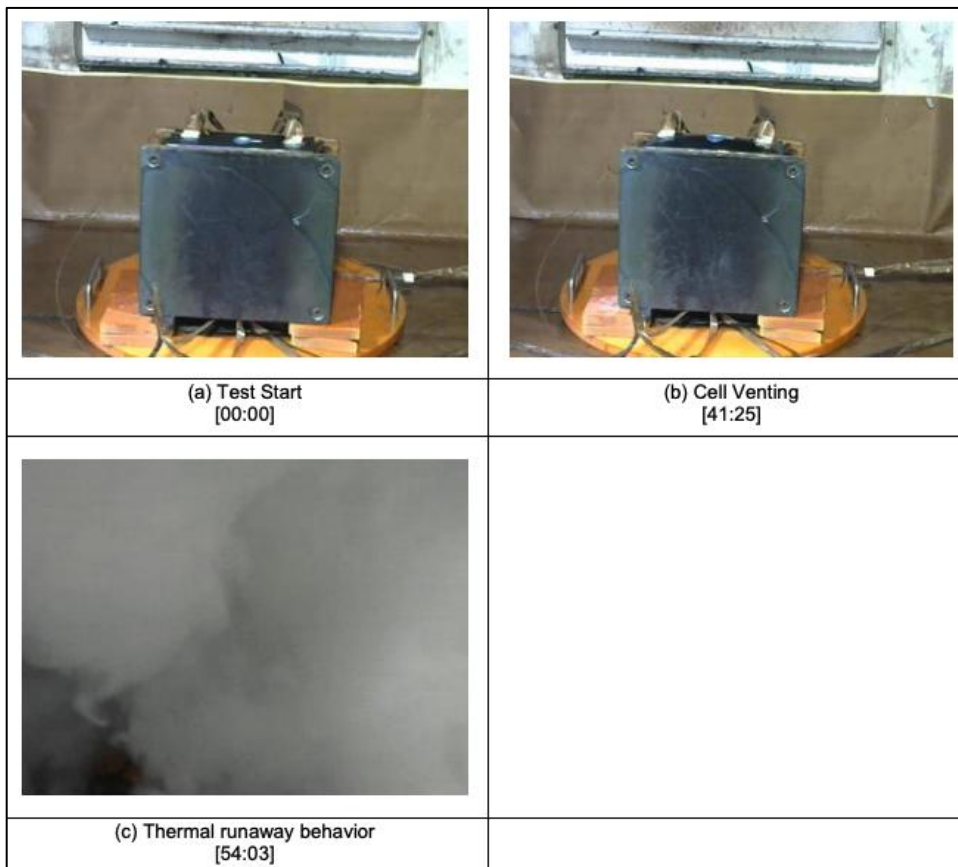 (a) Test Start
[00:00]
(b) Cell Venting
[41:25]
(c) Thermal runaway behavior
[54:03]